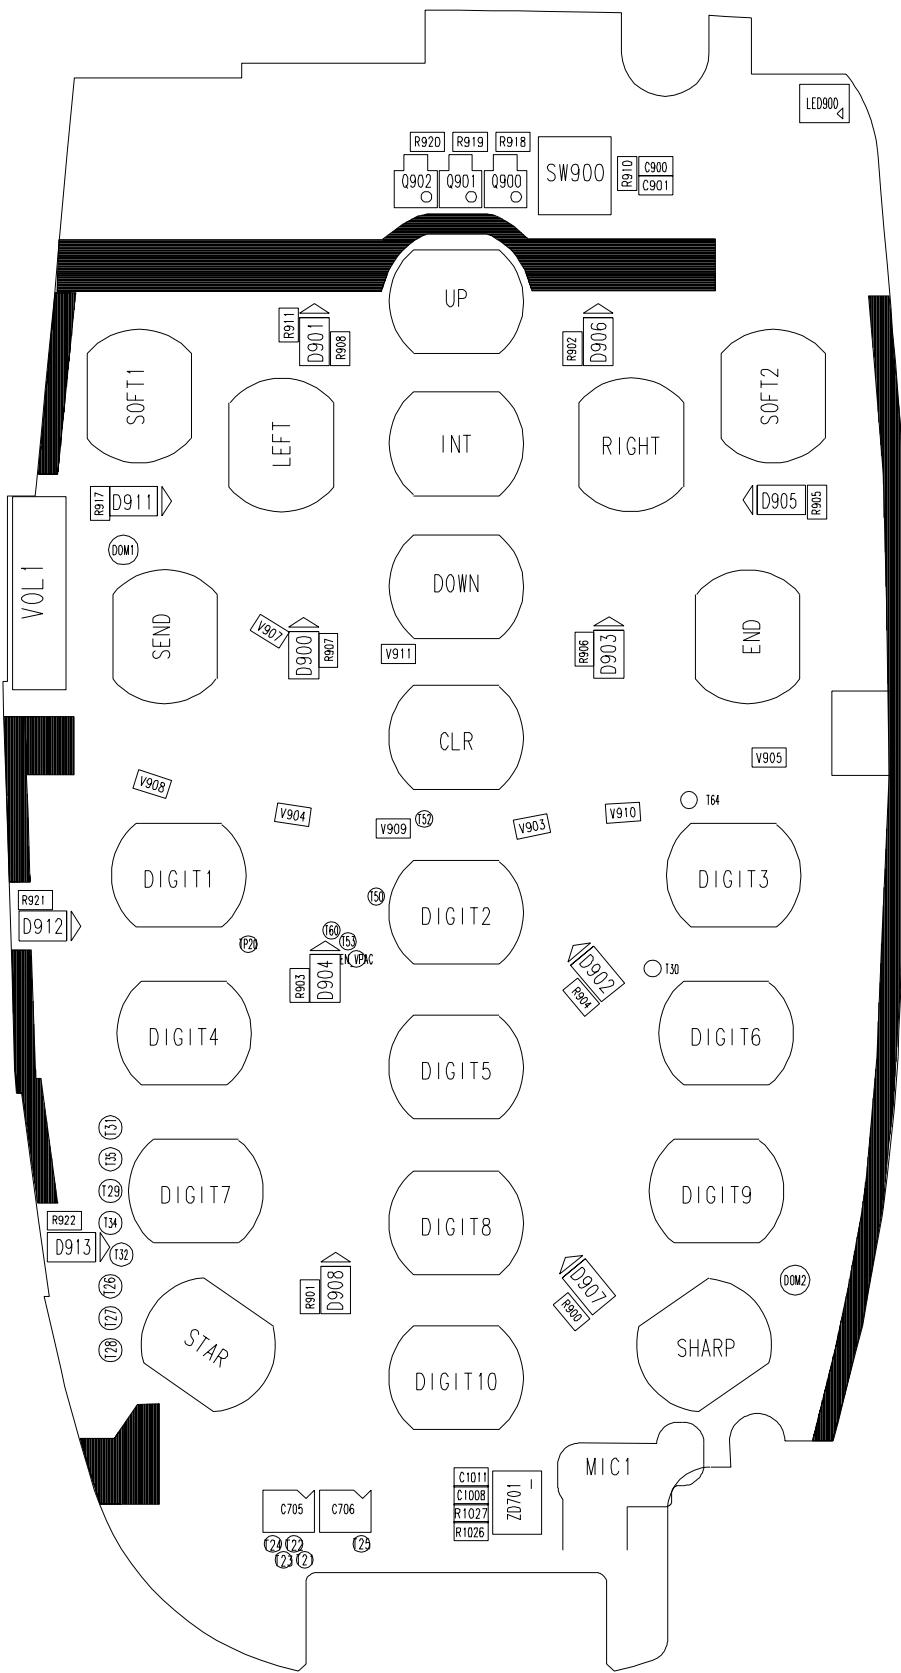 LED900
R920 R919 R918
Q902 Q901 Q900
SW900
R910
C900
C901
UP
R911
D901
R908
R902
D906
SOFT1
LEFT
INT
RIGHT
SOFT2
R917
D911
D905
R905
DOM1
VOL1
SEND
DOWN
END
V907
D900
R907
V911
R906
D903
CLR
V905
V908
V904
V909
T52
V903
V910
T64
DIGIT1
DIGIT2
DIGIT3
R921
D912
T50
TP20
T60
T53
EN_VPAC
R903
D904
D902
R904
T30
DIGIT4
DIGIT5
DIGIT6
T31
T35
T29
T34
T32
T26
T27
T28
DIGIT7
DIGIT8
DIGIT9
R922
D913
R901
D908
D907
R900
DOM2
STAR
DIGIT10
SHARP
MIC1
C1011
C1008
R1027
R1026
ZD701
C705
C706
T24
T22
T23
T21
T25